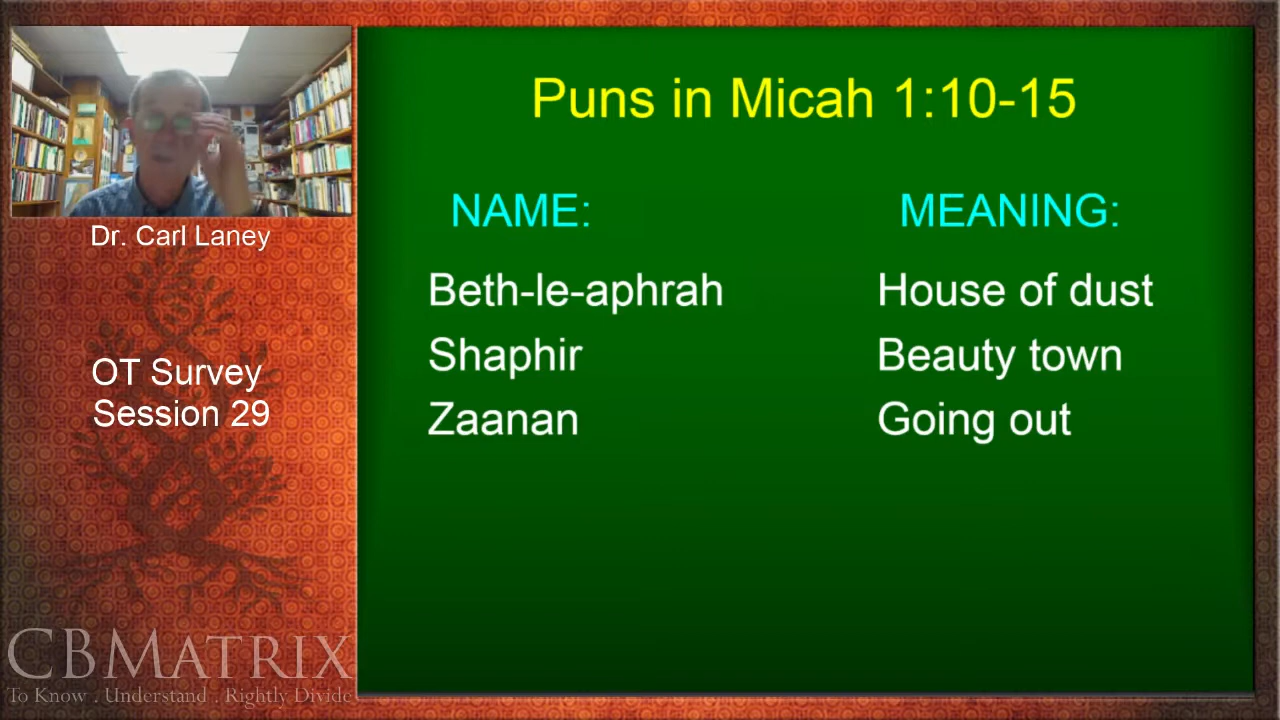 Puns in Micah 1:10-15
NAME: MEANING:
Beth-le-aphrah House of dust
Shaphir Beauty town
Zaanan Going out
Dr. Carl Laney
OT Survey
Session 29
CBMATRIX
To Know . Understand . Rightly Divide